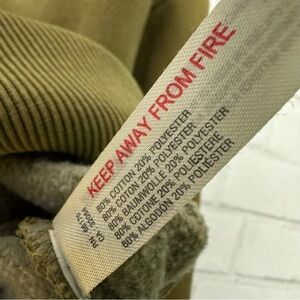 KEEP AWAY FROM FIRE
80% COTTON 20% POLYESTER
80% COTON 20% POLYESTER
80% BAUMWOLLE 20% POLYESTER
80% COTONE 20% POLIESTERE
80% ALGODON 20% POLIÉSTER